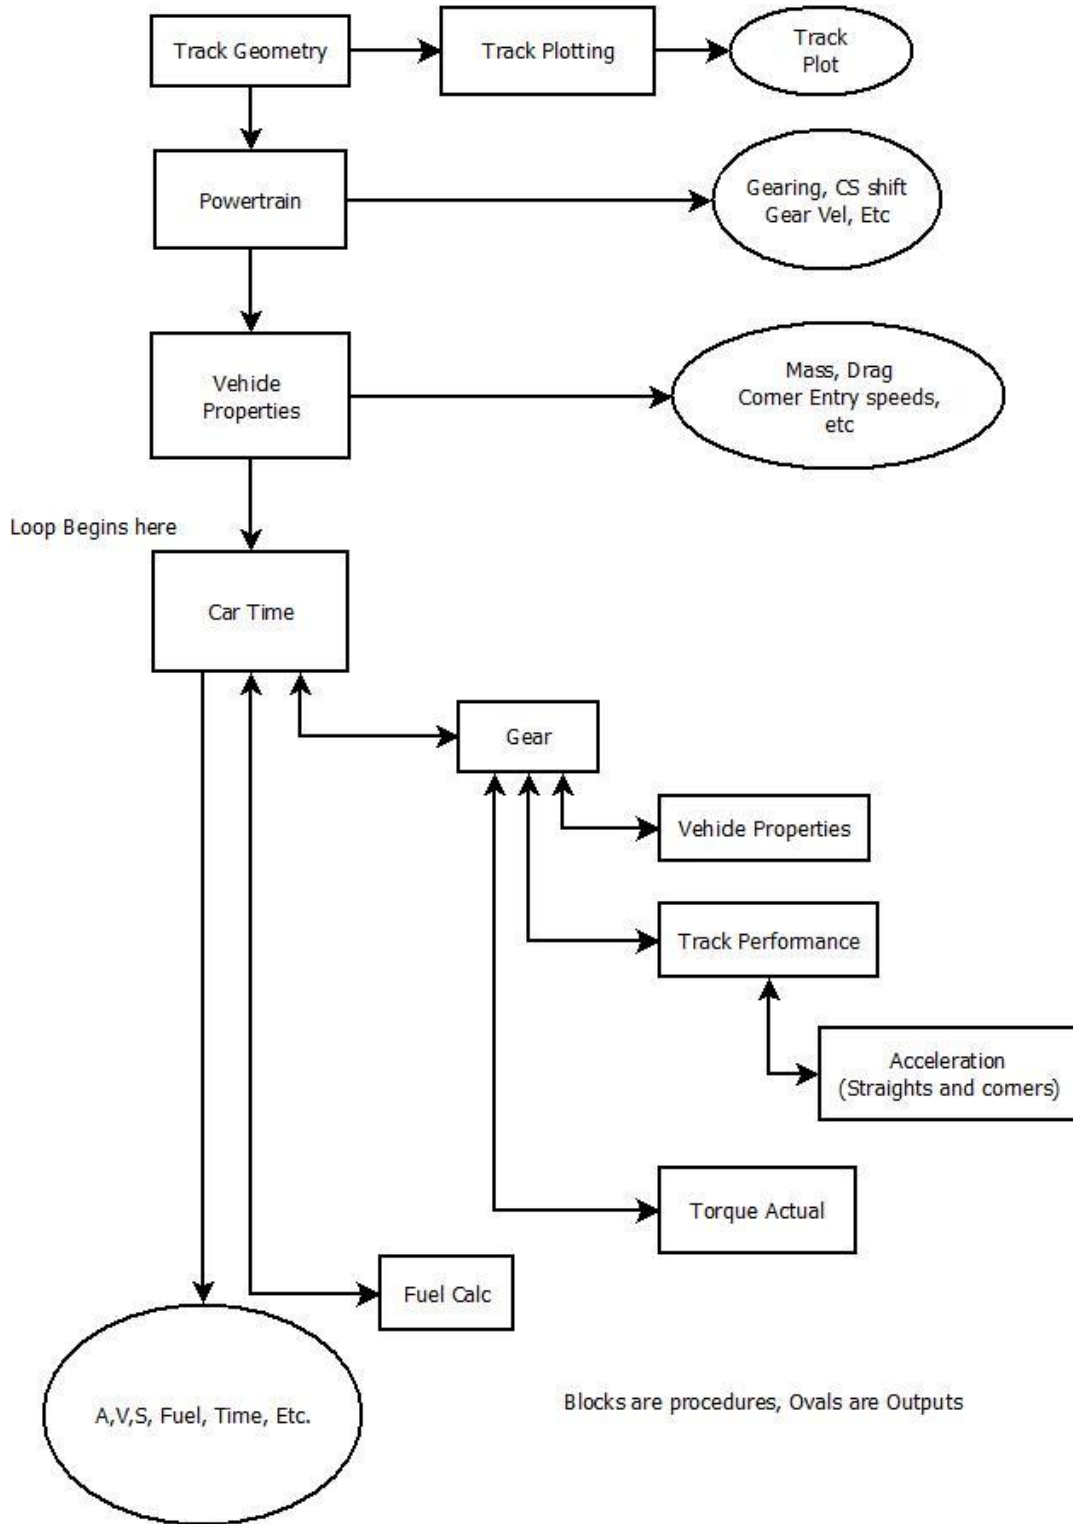 Track Geometry
Track Plotting
Track
Plot
Powertrain
Gearing, CS shift
Gear Vel, Etc
Vehide
Properties
Mass, Drag
Corner Entry speeds,
etc
Loop Begins here
Car Time
Gear
Vehide Properties
Track Performance
Acceleration
(Straights and corners)
Torque Actual
Fuel Calc
A,V,S, Fuel, Time, Etc.
Blocks are procedures, Ovals are Outputs